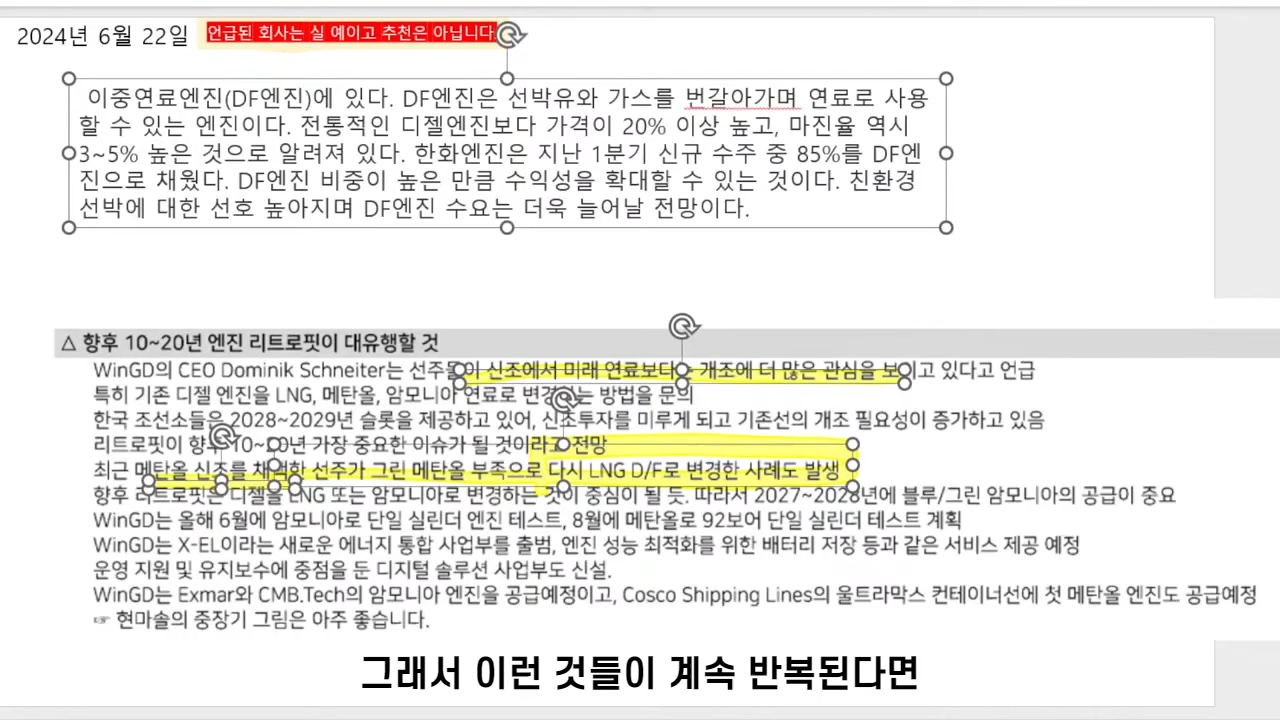 2024년 6월 22일 언급된 회사는 실 예이고 추천은 아닙니다.
이중연료엔진(DF엔진)에 있다. DF엔진은 선박유와 가스를 번갈아가며 연료로 사용
할 수 있는 엔진이다. 전통적인 디젤엔진보다 가격이 20% 이상 높고, 마진율 역시
3~5% 높은 것으로 알려져 있다. 한화엔진은 지난 1분기 신규 수주 중 85%를 DF엔
진으로 채웠다. DF엔진 비중이 높은 만큼 수익성을 확대할 수 있는 것이다. 친환경
선박에 대한 선호 높아지며 DF엔진 수요는 더욱 늘어날 전망이다.
△ 향후 10~20년 엔진 리트로핏이 대유행할 것
WinGD의 CEO Dominik Schneiter는 선주들이 신조에서 미래 연료보다는 개조에 더 많은 관심을 보이고 있다고 언급
특히 기존 디젤 엔진을 LNG, 메탄올, 암모니아 연료로 변경하는 방법을 문의
한국 조선소들은 2028~2029년 슬롯을 제공하고 있어, 신조투자를 미루게 되고 기존선의 개조 필요성이 증가하고 있음
리트로핏이 향후 10~20년 가장 중요한 이슈가 될 것이라고 전망
최근 메탄올 신조를 채택한 선주가 그린 메탄올 부족으로 다시 LNG D/F로 변경한 사례도 발생
향후 리트로핏은 디젤을 LNG 또는 암모니아로 변경하는 것이 중심이 될 듯. 따라서 2027~2028년에 블루/그린 암모니아의 공급이 중요
WinGD는 올해 6월에 암모니아로 단일 실린더 엔진 테스트, 8월에 메탄올로 92보어 단일 실린더 테스트 계획
WinGD는 X-EL이라는 새로운 에너지 통합 사업부를 출범, 엔진 성능 최적화를 위한 배터리 저장 등과 같은 서비스 제공 예정
운영 지원 및 유지보수에 중점을 둔 디지털 솔루션 사업부도 신설.
WinGD는 Exmar와 CMB.Tech의 암모니아 엔진을 공급예정이고, Cosco Shipping Lines의 울트라막스 컨테이너선에 첫 메탄올 엔진도 공급예정
☞ 현마솔의 중장기 그림은 아주 좋습니다.
그래서 이런 것들이 계속 반복된다면